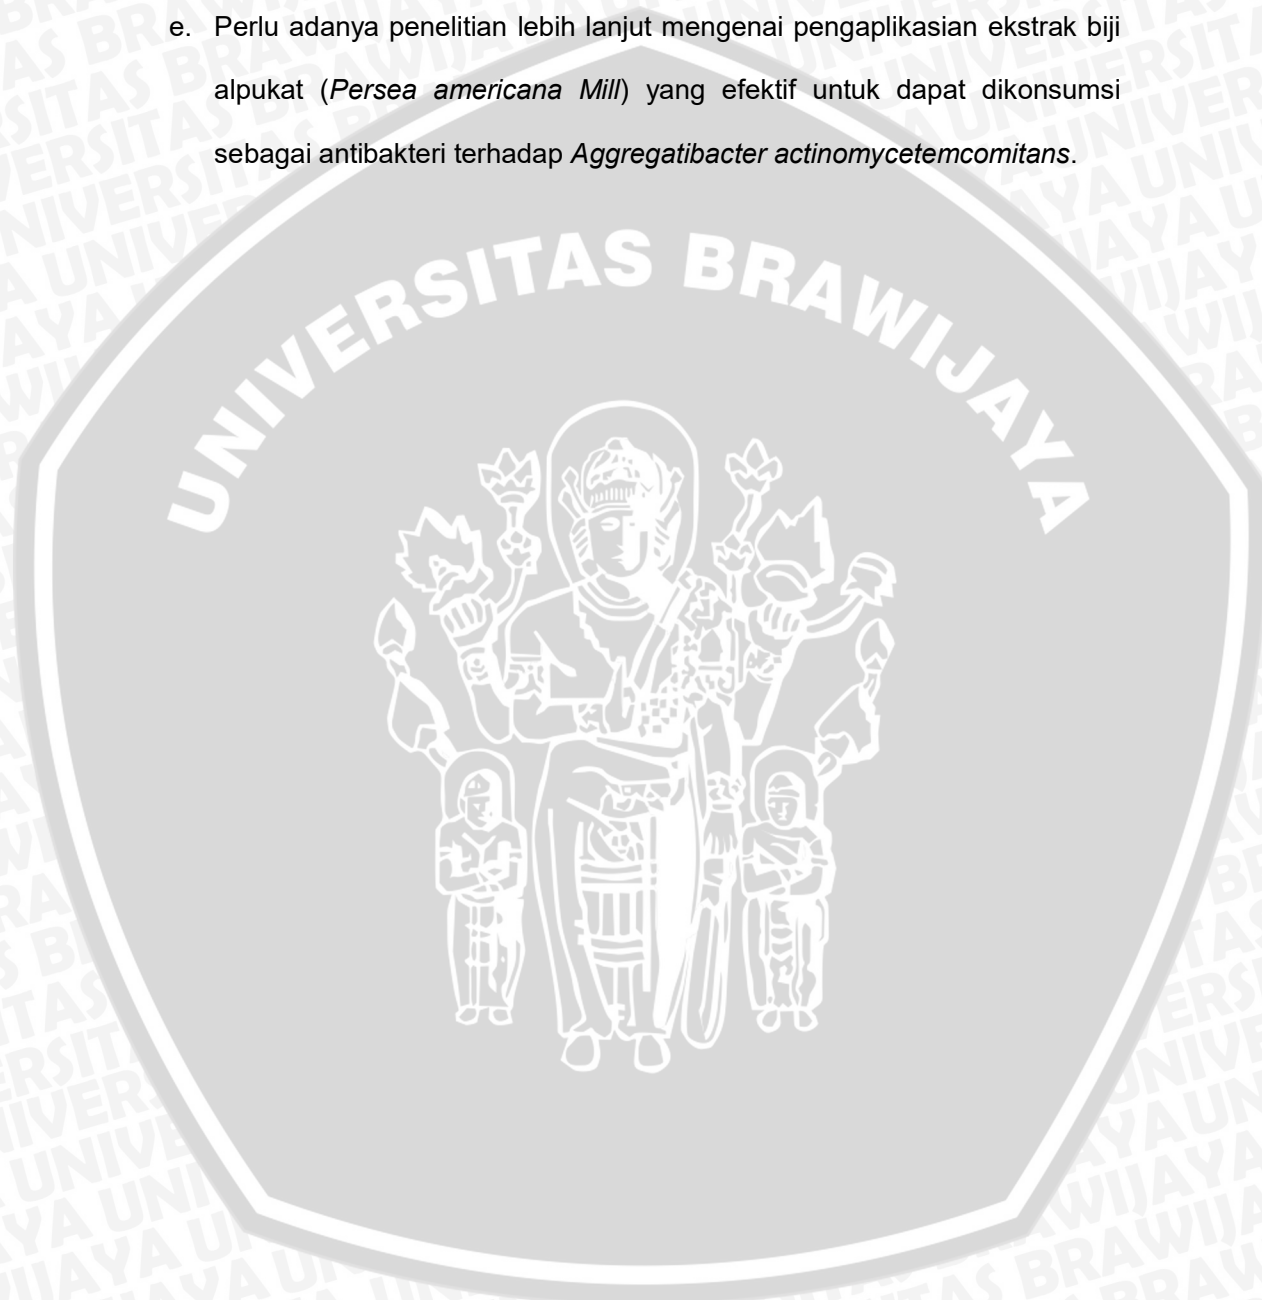 e. Perlu adanya penelitian lebih lanjut mengenai pengaplikasian ekstrak biji
alpukat (Persea americana Mill) yang efektif untuk dapat dikonsumsi
sebagai antibakteri terhadap Aggregatibacter actinomycetemcomitans.
UNIVERSITAS BRAWIJAYA